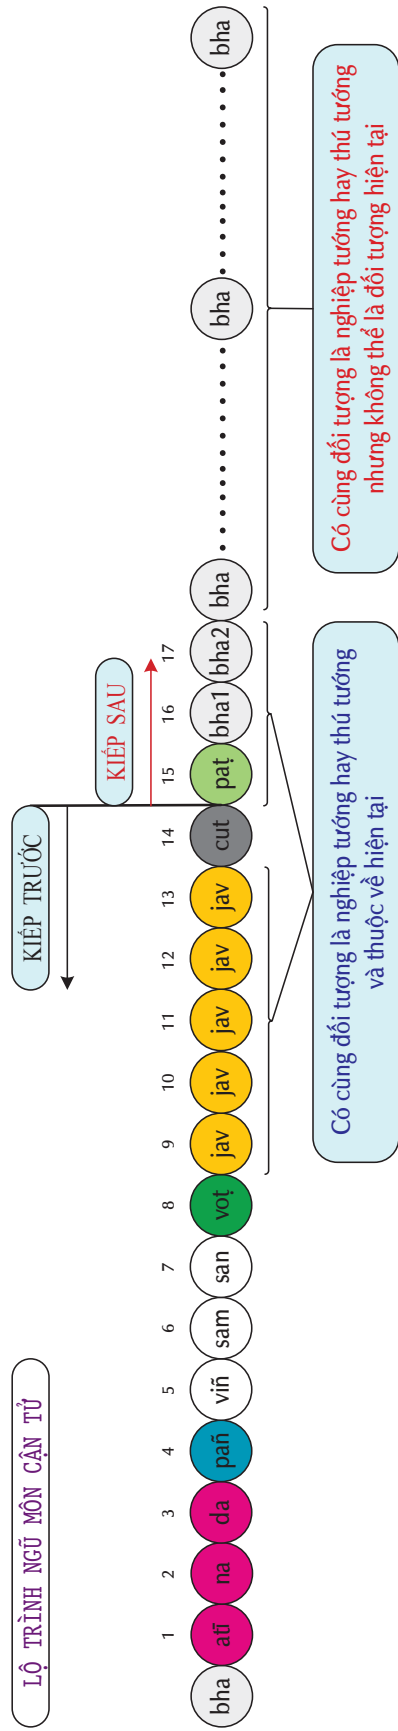 LỘ TRÌNH NGŨ MÔN CẬN TỬ
KIẾP TRƯỚC
KIẾP SAU
1 2 3 4 5 6 7 8 9 10 11 12 13 14 15 16 17
bha atī na da pañ viñ sam san voṭ jav jav jav jav jav cut paṭ bha1 bha2 bha bha bha
Có cùng đối tượng là nghiệp tướng hay thú tướng
và thuộc về hiện tại
Có cùng đối tượng là nghiệp tướng hay thú tướng
nhưng không thể là đối tượng hiện tại